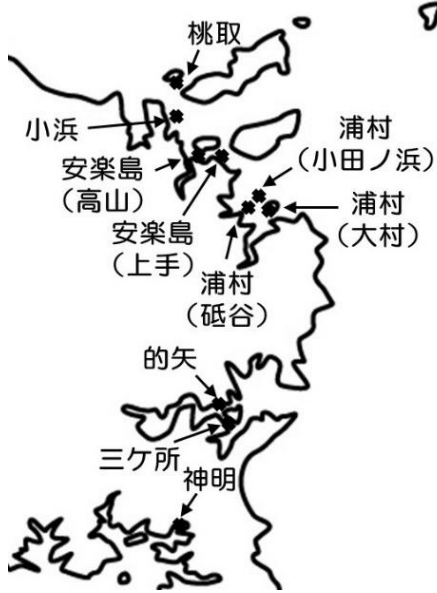 桃取
小浜
安楽島
（高山）
安楽島
（上手）
浦村
（小田ノ浜）
浦村
（大村）
浦村
（砥谷）
的矢
三ケ所
神明